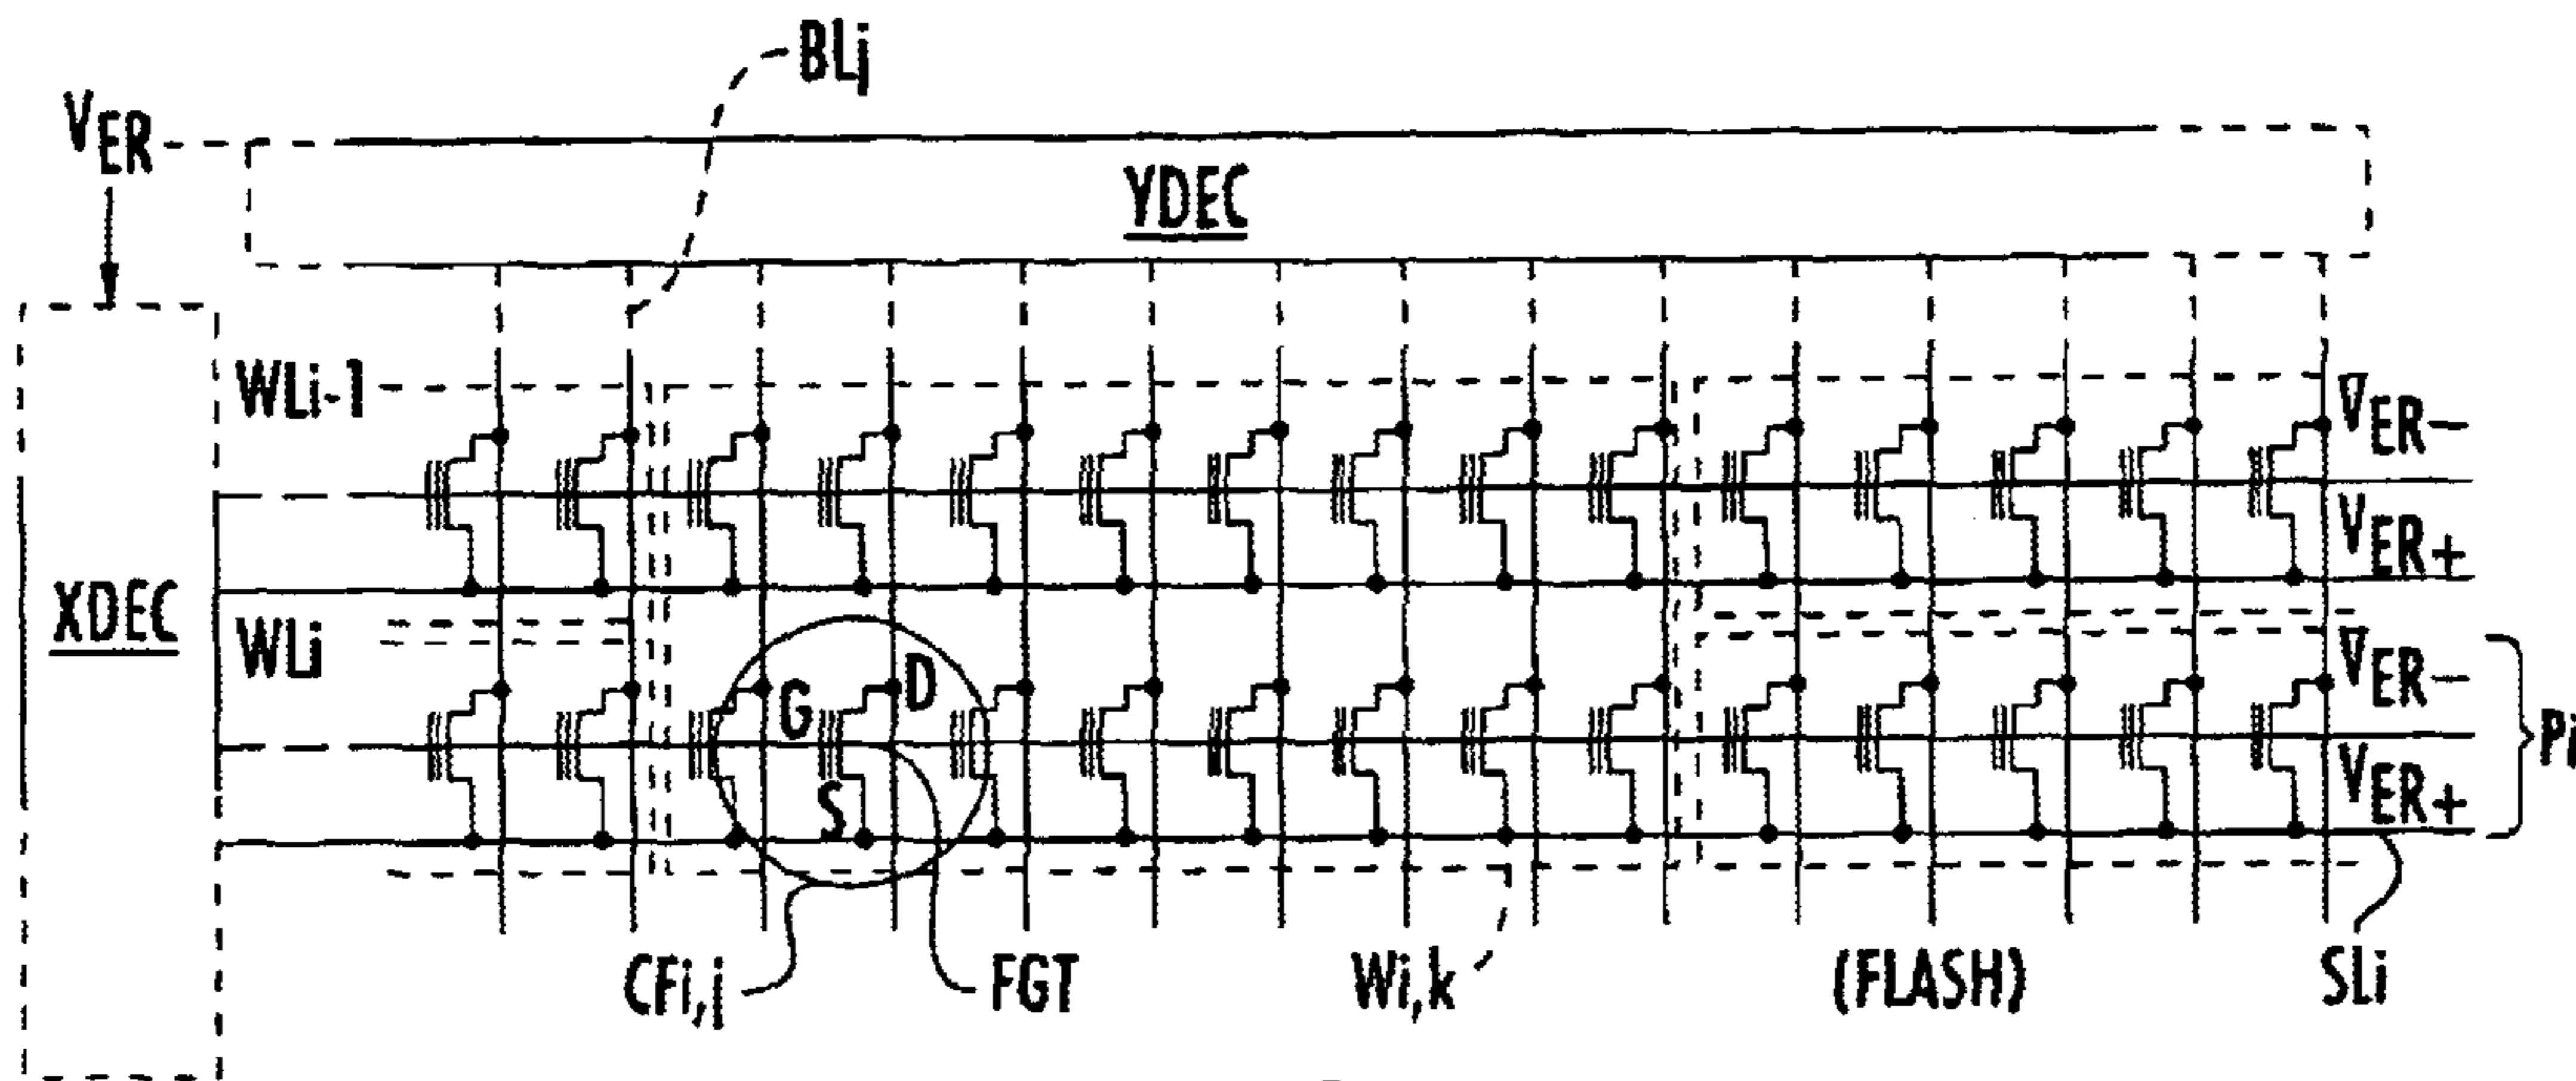 BLj
VER
YDEC
WLi-1
VER-
VER+
XDEC
WLi
VER-
G
D
S
VER+
Pi
CFi,j
FGT
Wi,k
(FLASH)
SLi